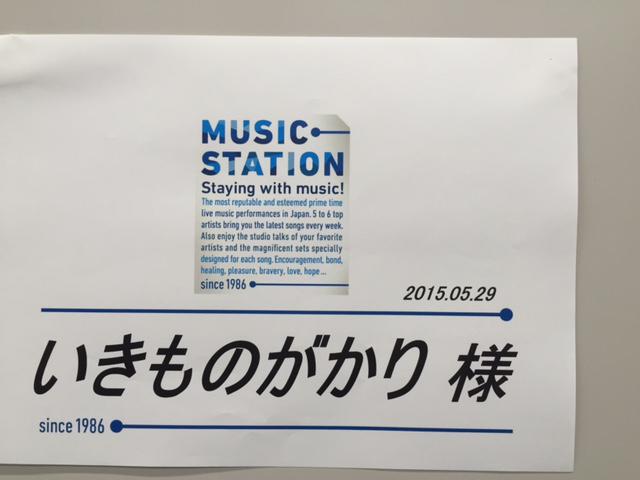 MUSIC
STATION
Staying with music!
The most reputable and esteemed prime time
live music performances in Japan. 5 to 6 top
artists bring you the latest songs every week.
Also enjoy the studio talks of your favorite
artists and the magnificent sets specially
designed for each song. Encouragement, bond,
healing, pleasure, bravery, love, hope...
since 1986
2015.05.29
いきものがかり 様
since 1986